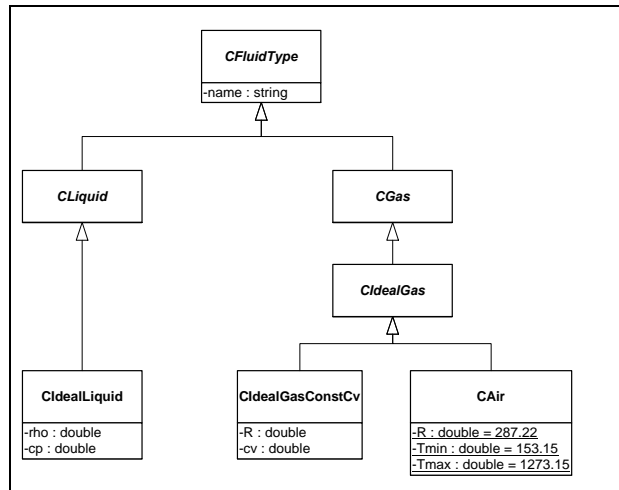 CFluidType
-name : string
CLiquid
CGas
CIdealGas
CIdealLiquid
-rho : double
-cp : double
CIdealGasConstCv
-R : double
-cv : double
CAir
-R : double = 287.22
-Tmin : double = 153.15
-Tmax : double = 1273.15